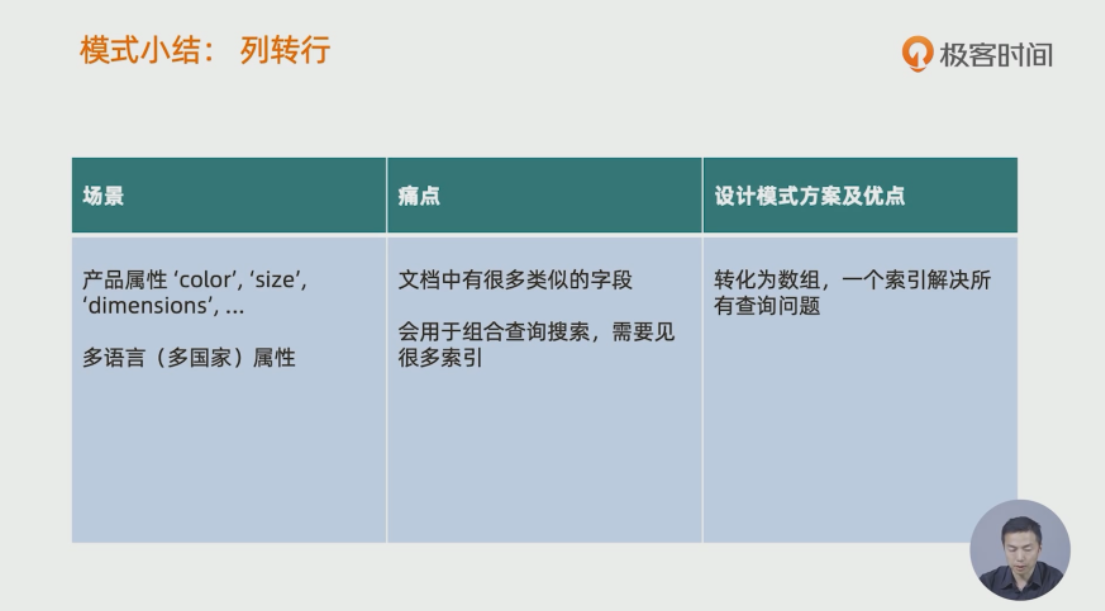 模式小结： 列转行
极客时间
场景
痛点
设计模式方案及优点
产品属性 ‘color’, ‘size’,
‘dimensions’, ...
多语言（多国家）属性
文档中有很多类似的字段
会用于组合查询搜索，需要见
很多索引
转化为数组，一个索引解决所
有查询问题